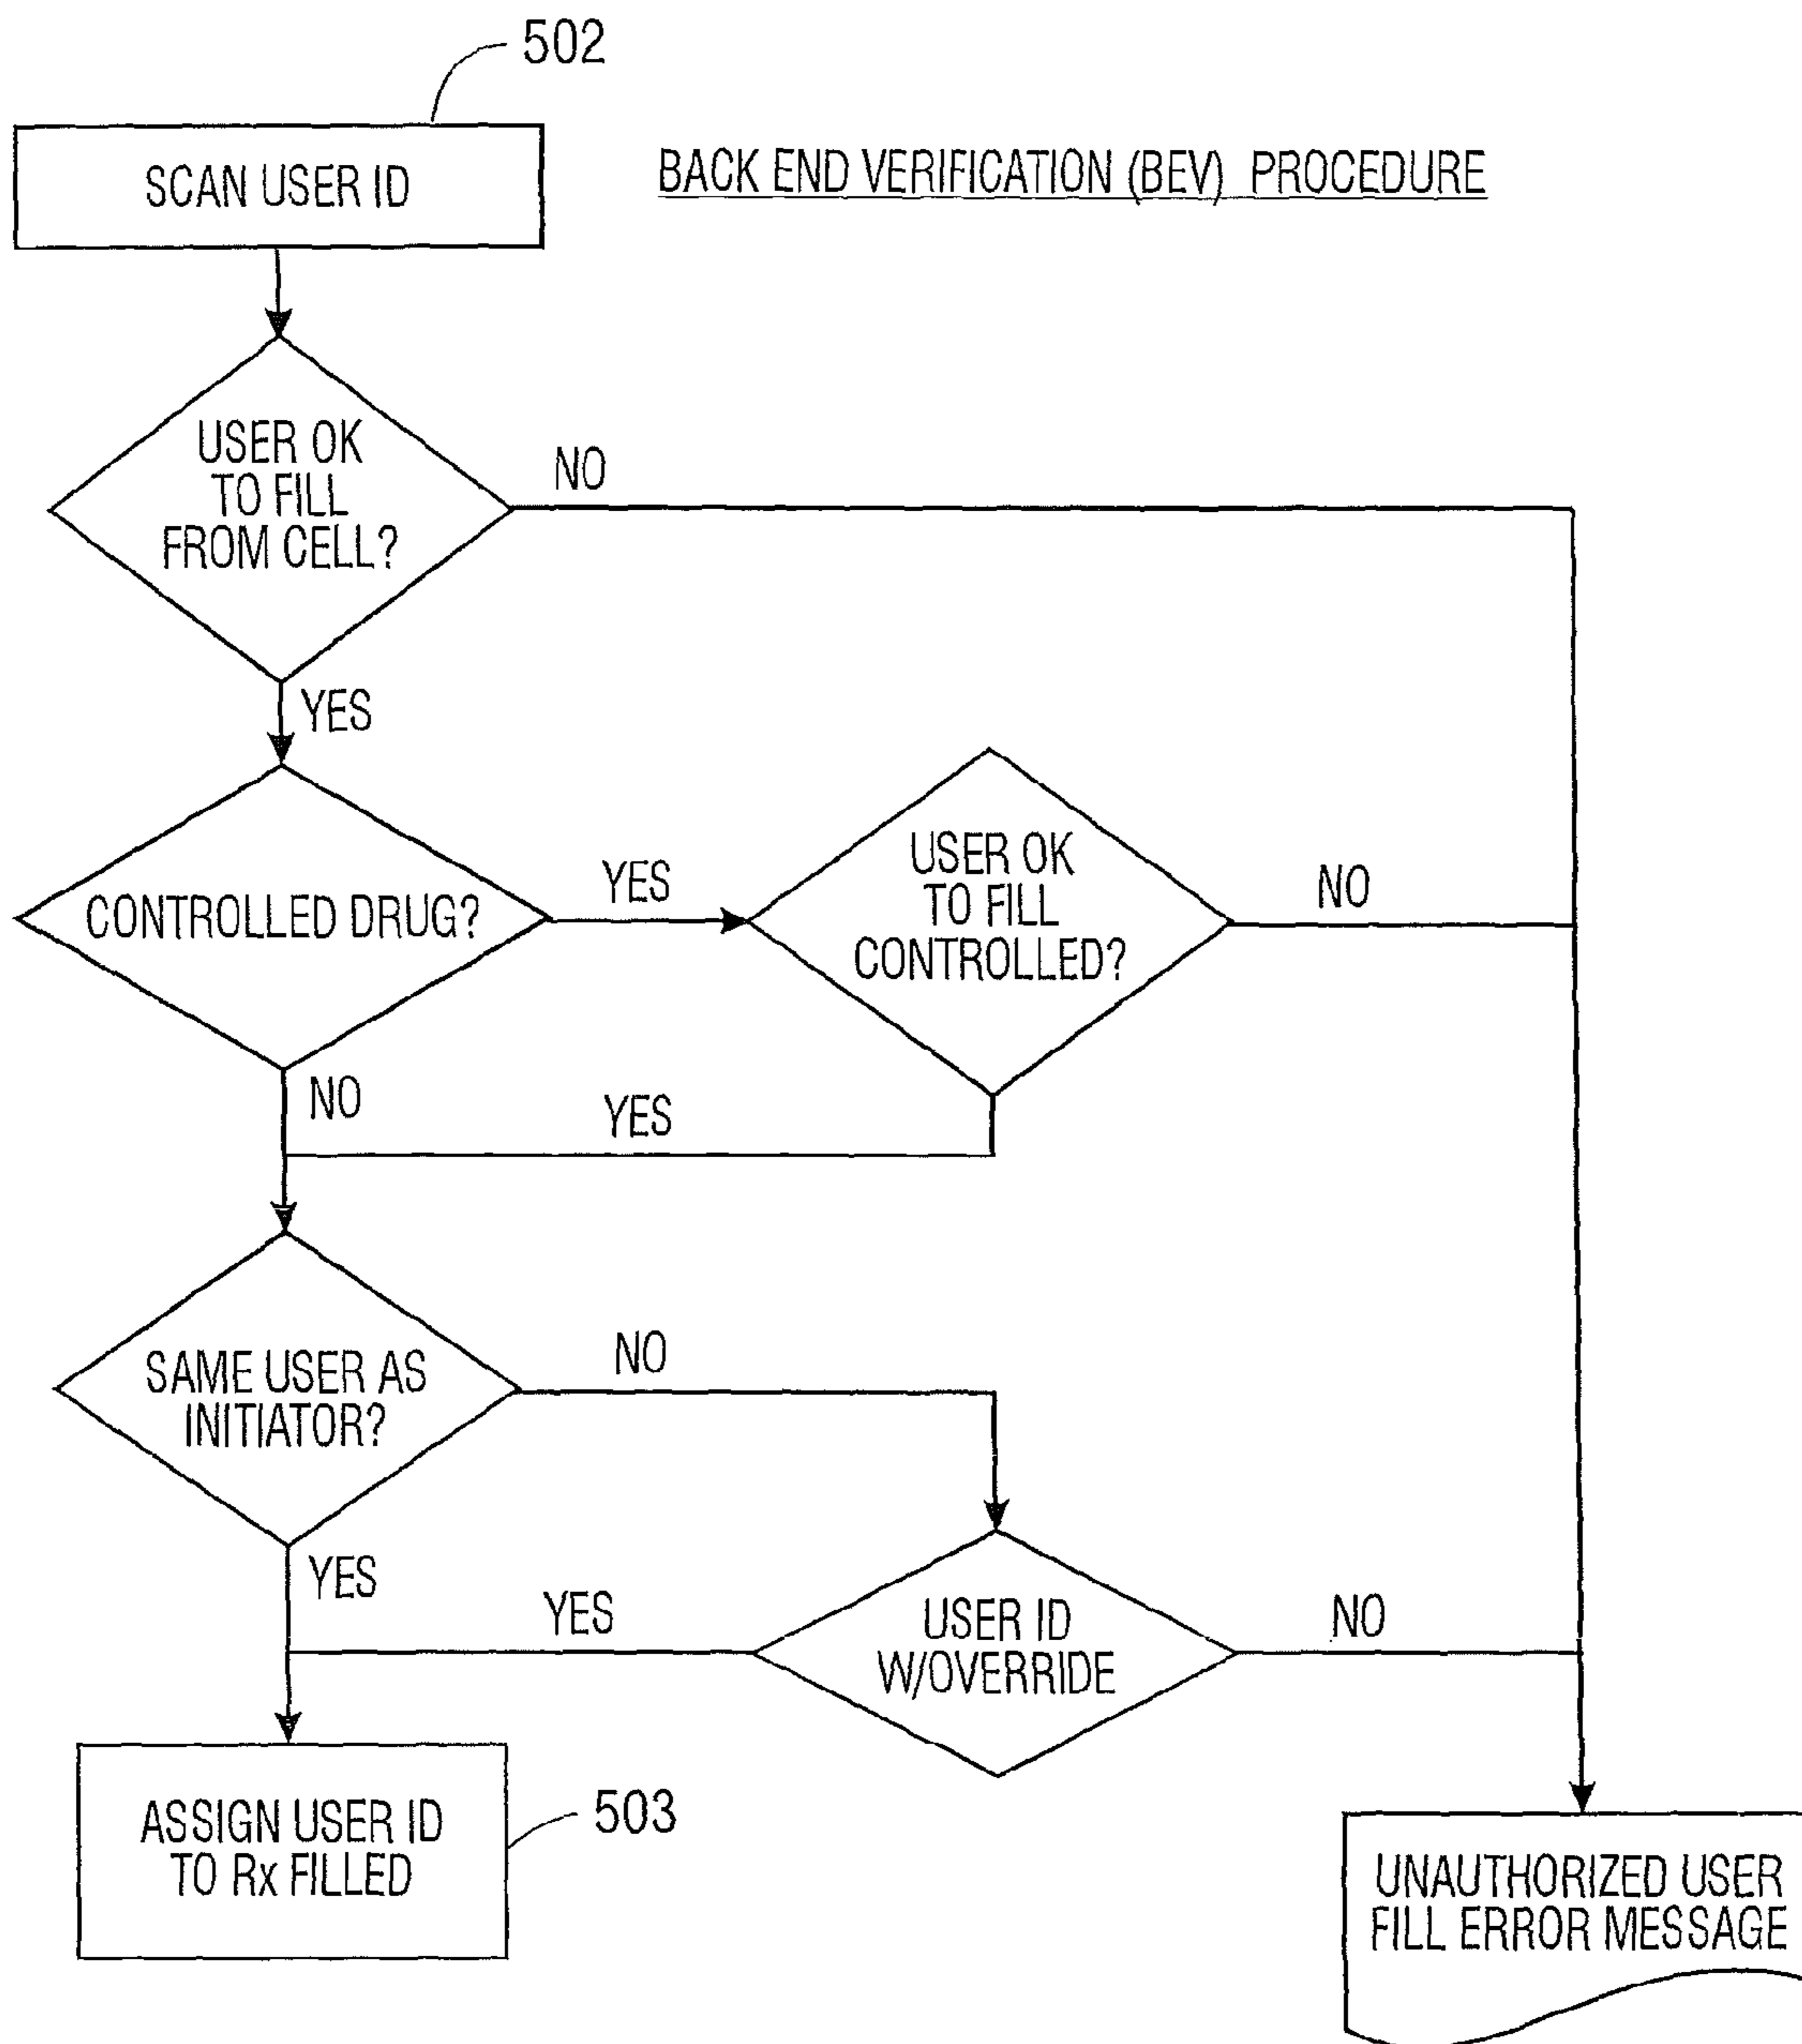 502
SCAN USER ID
BACK END VERIFICATION (BEV) PROCEDURE
USER OK
TO FILL
FROM CELL?
NO
YES
CONTROLLED DRUG?
YES
USER OK
TO FILL
CONTROLLED?
NO
NO
YES
SAME USER AS
INITIATOR?
NO
YES
YES
USER ID
W/OVERRIDE
NO
ASSIGN USER ID
TO Rx FILLED
503
UNAUTHORIZED USER
FILL ERROR MESSAGE